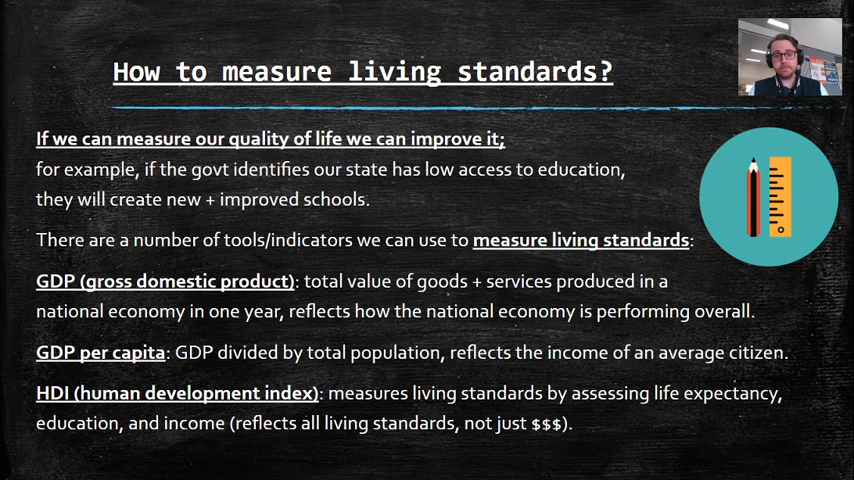 How to measure living standards?
If we can measure our quality of life we can improve it;
for example, if the govt identifies our state has low access to education,
they will create new + improved schools.
There are a number of tools/indicators we can use to measure living standards:
GDP (gross domestic product): total value of goods + services produced in a
national economy in one year, reflects how the national economy is performing overall.
GDP per capita: GDP divided by total population, reflects the income of an average citizen.
HDI (human development index): measures living standards by assessing life expectancy,
education, and income (reflects all living standards, not just $$$).